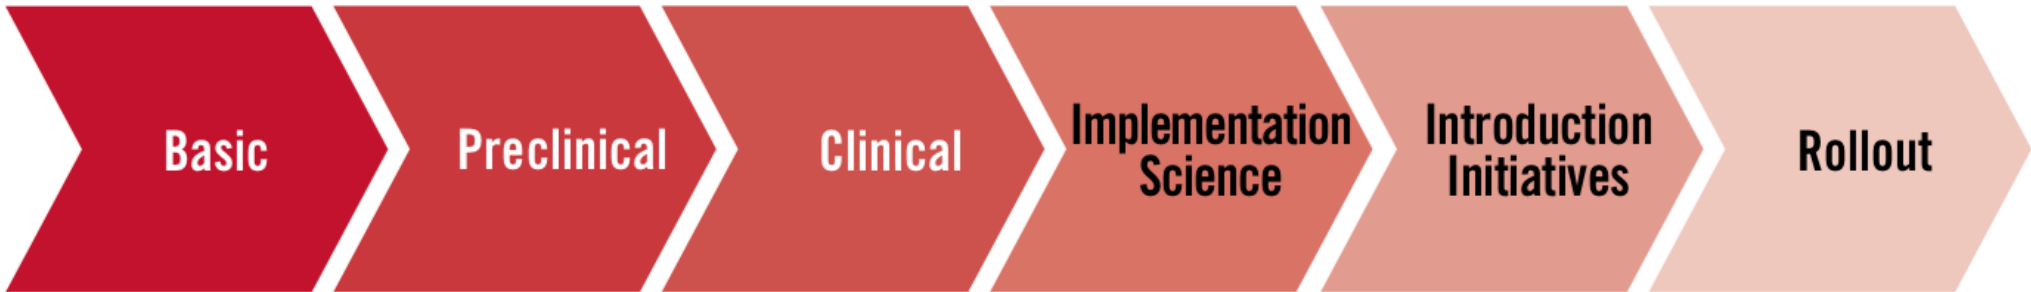 Basic
Preclinical
Clinical
Implementation
Science
Introduction
Initiatives
Rollout